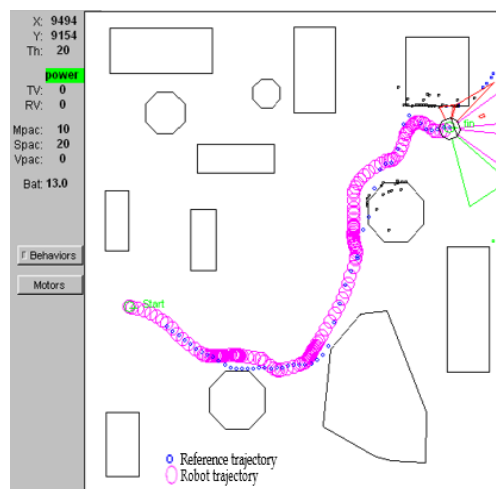 X: 9494
Y: 9154
Th: 20
power
TV: 0
RV: 0
Mpac: 10
Spac: 20
Vpac: 0
Bat: 13.0
Behaviors
Motors
fin
Start
Reference trajectory
Robot trajectory